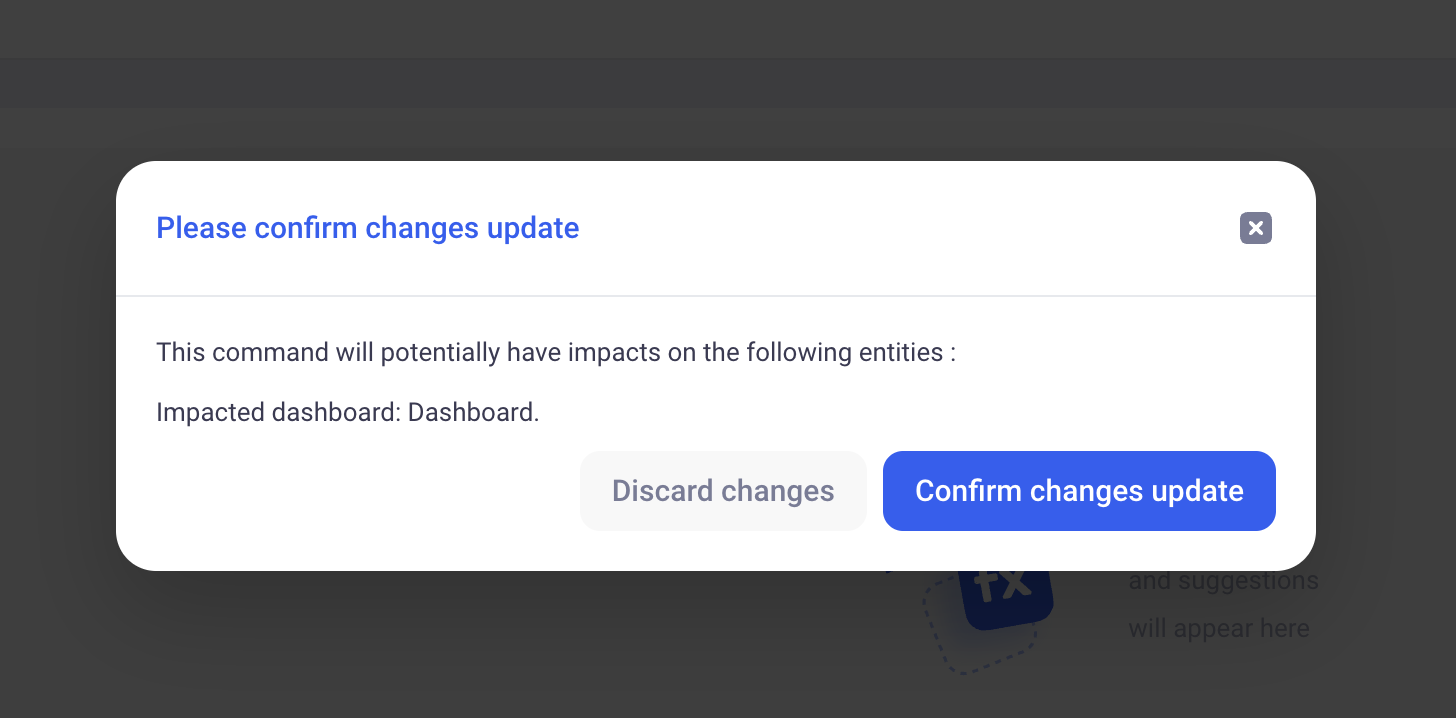 Please confirm changes update
This command will potentially have impacts on the following entities :
Impacted dashboard: Dashboard.
Discard changes
Confirm changes update
fx
and suggestions
will appear here